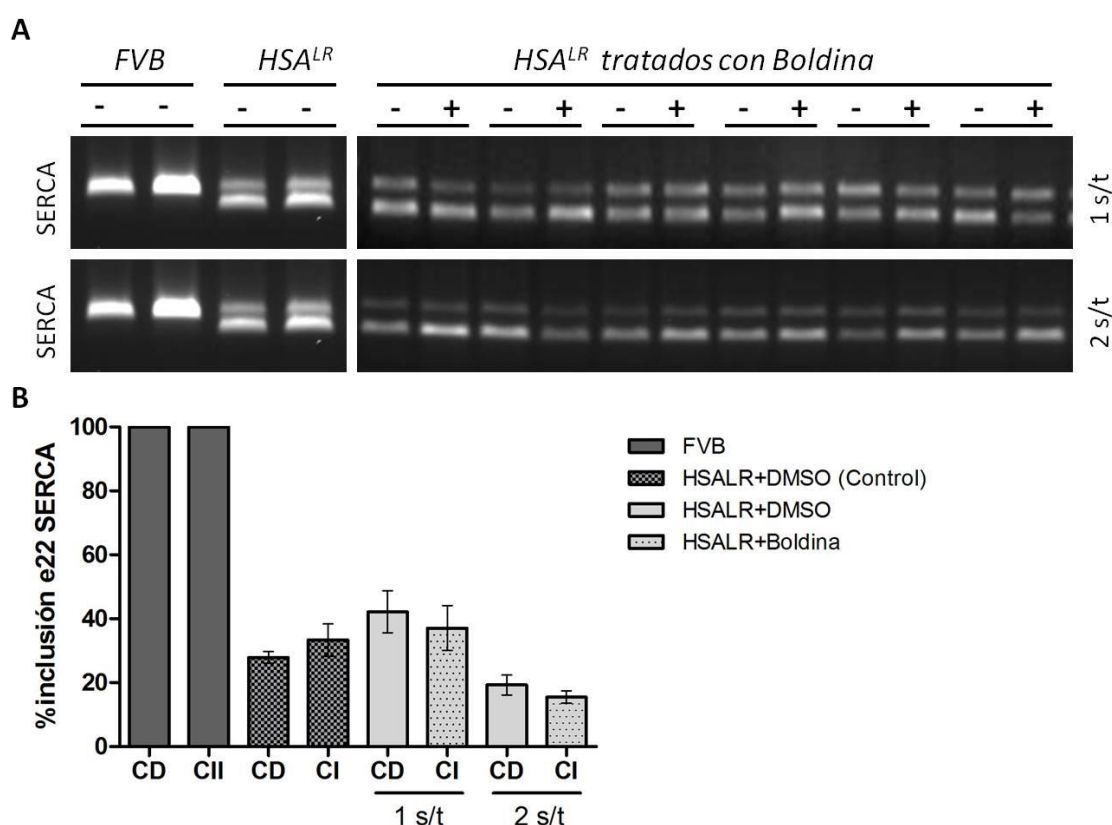 A
FVB HSA^LR HSA^LR tratados con Boldina
- - - - - + - + - + - + - + - +
SERCA 1 s/t
SERCA 2 s/t
B
%inclusión e22 SERCA
100
80
60
40
20
0
CD CII CD CI CD CI CD CI
1 s/t 2 s/t
FVB
HSALR+DMSO (Control)
HSALR+DMSO
HSALR+Boldina